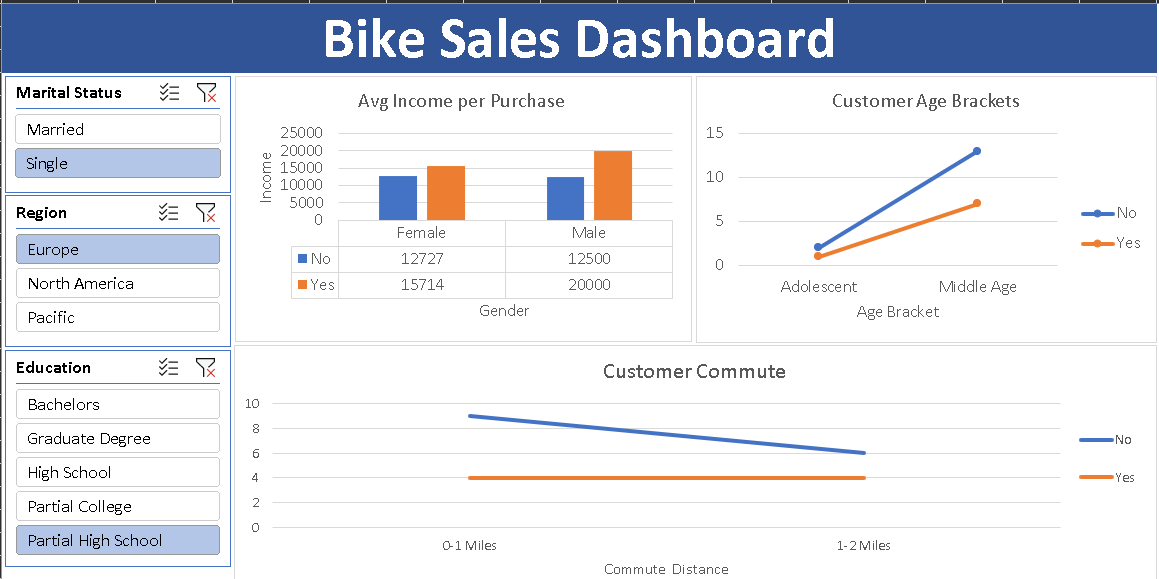 Bike Sales Dashboard
Marital Status
Married
Single
Region
Europe
North America
Pacific
Education
Bachelors
Graduate Degree
High School
Partial College
Partial High School
Avg Income per Purchase
Income
25000
20000
15000
10000
5000
0
Female Male
No 12727 12500
Yes 15714 20000
Gender
Customer Age Brackets
15
10
5
0
Adolescent Middle Age
Age Bracket
No
Yes
Customer Commute
10
8
6
4
2
0
0-1 Miles 1-2 Miles
Commute Distance
No
Yes